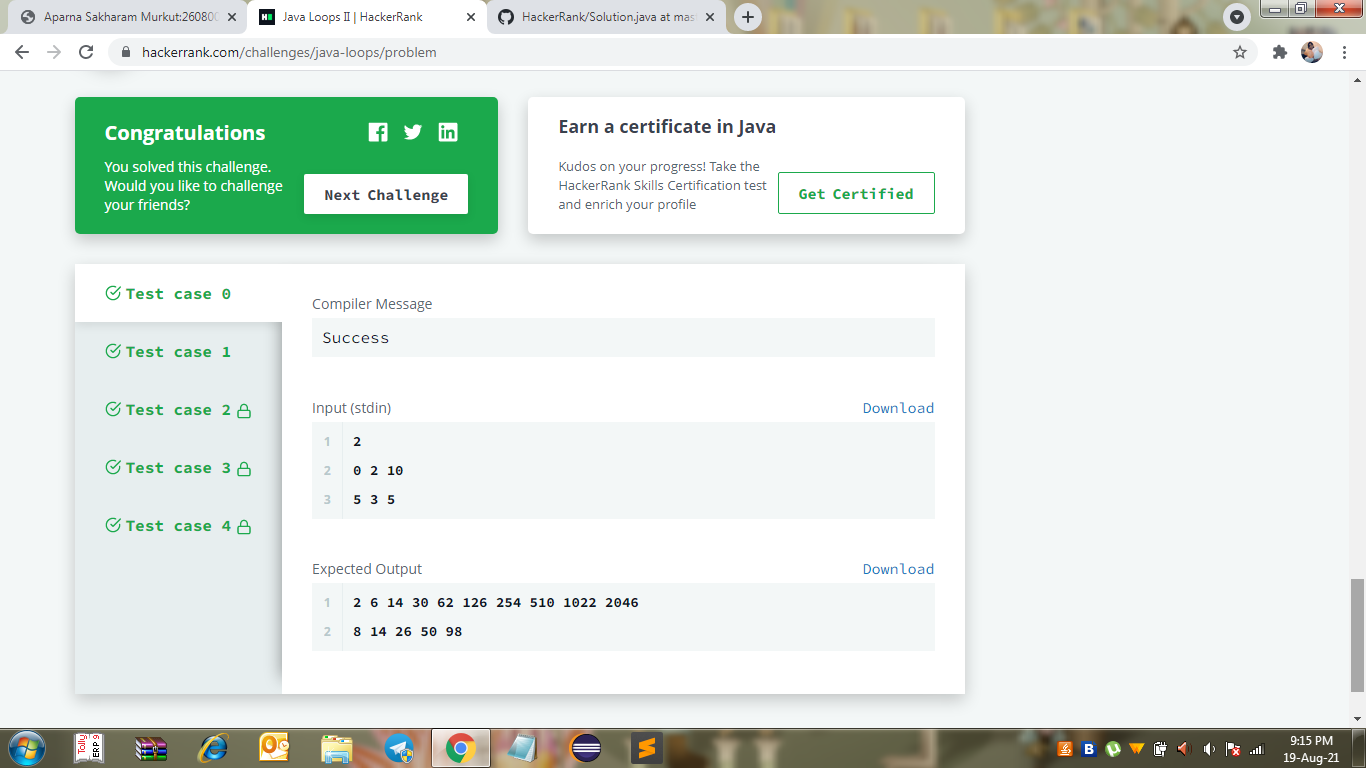 Aparna Sakharam Murkut:26080
Java Loops II | HackerRank
HackerRank/Solution.java at mas
hackerrank.com/challenges/java-loops/problem
Congratulations
You solved this challenge.
Would you like to challenge
your friends?
Next Challenge
Earn a certificate in Java
Kudos on your progress! Take the
HackerRank Skills Certification test
and enrich your profile
Get Certified
Test case 0
Test case 1
Test case 2
Test case 3
Test case 4
Compiler Message
Success
Input (stdin)
Download
1 2
2 0 2 10
3 5 3 5
Expected Output
Download
1 2 6 14 30 62 126 254 510 1022 2046
2 8 14 26 50 98
Tally
ERP 9
9:15 PM
19-Aug-21